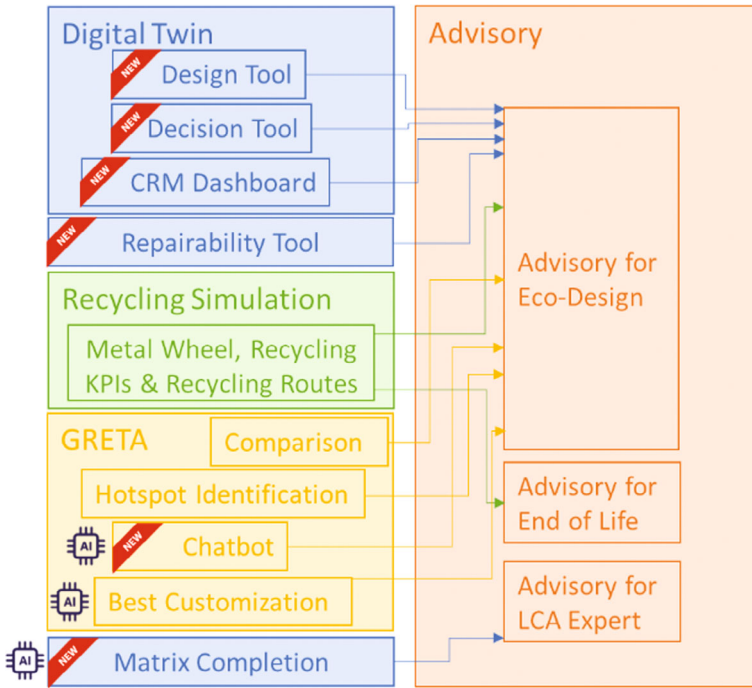 Digital Twin
NEW
Design Tool
NEW
Decision Tool
NEW
CRM Dashboard
NEW
Repairability Tool
Recycling Simulation
Metal Wheel, Recycling
KPIs & Recycling Routes
GRETA
Comparison
Hotspot Identification
AI
NEW
Chatbot
AI
Best Customization
AI
NEW
Matrix Completion
Advisory
Advisory for
Eco-Design
Advisory for
End of Life
Advisory for
LCA Expert